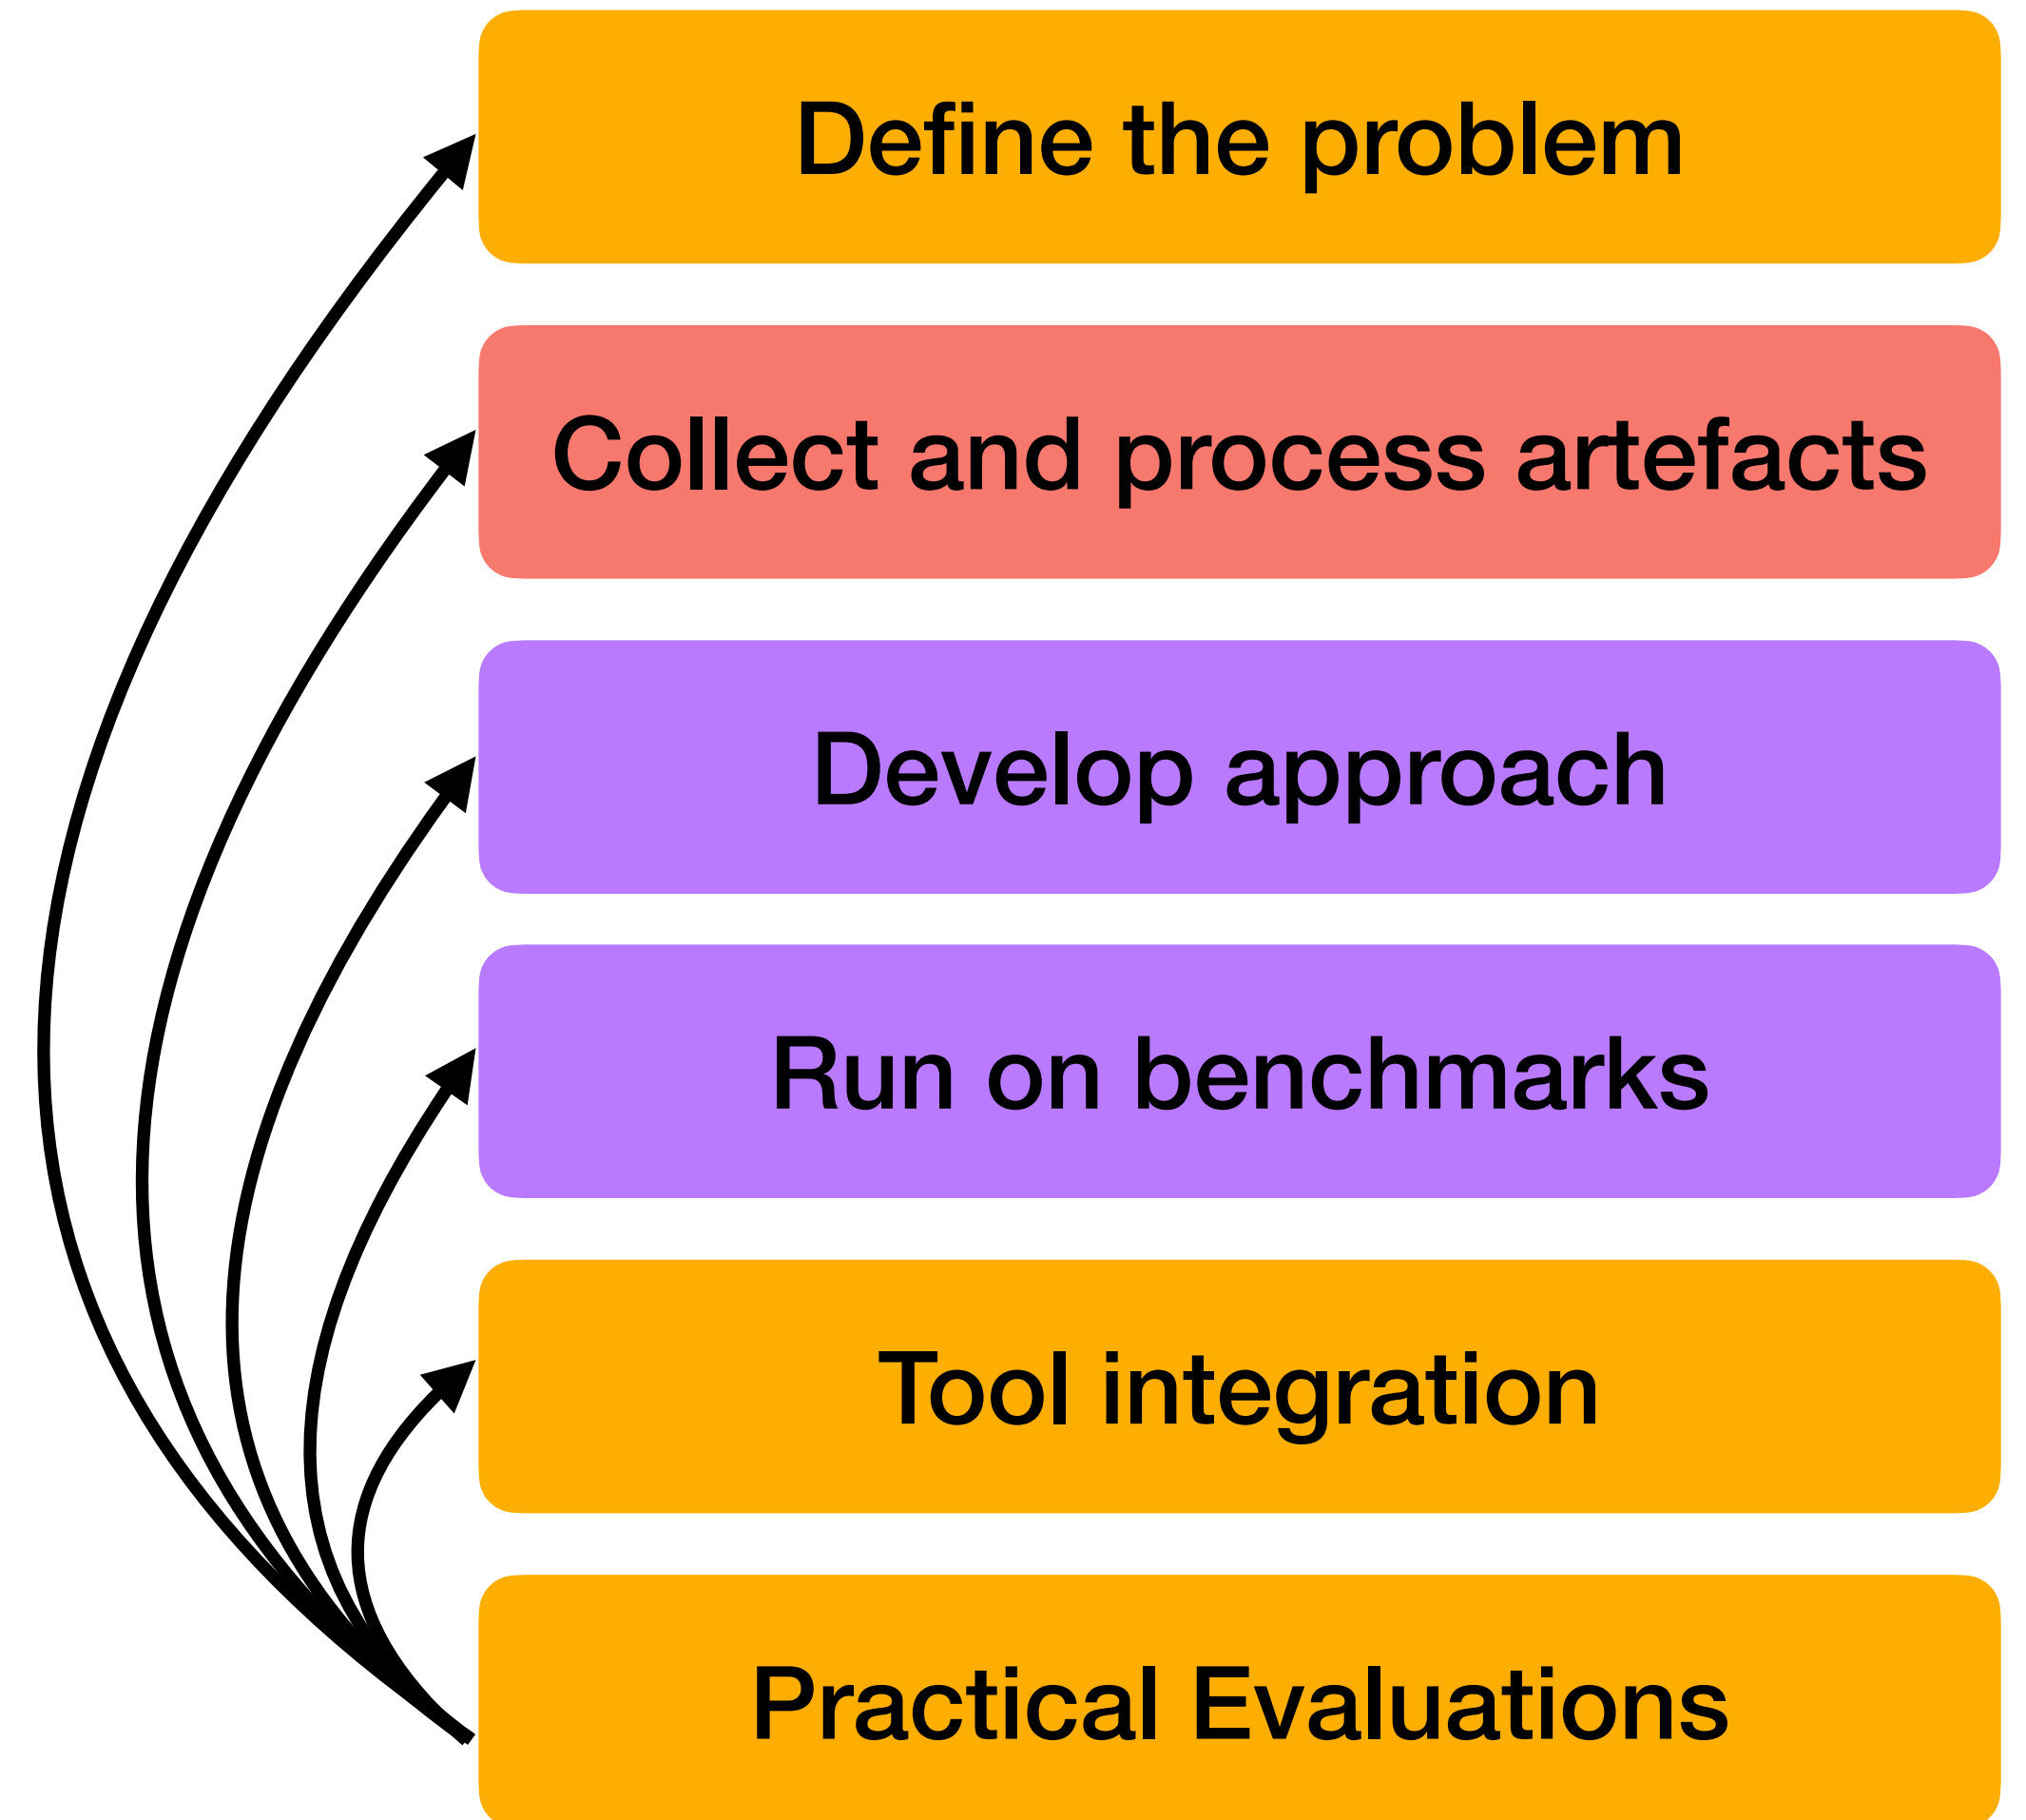 Define the problem
Collect and process artefacts
Develop approach
Run on benchmarks
Tool integration
Practical Evaluations